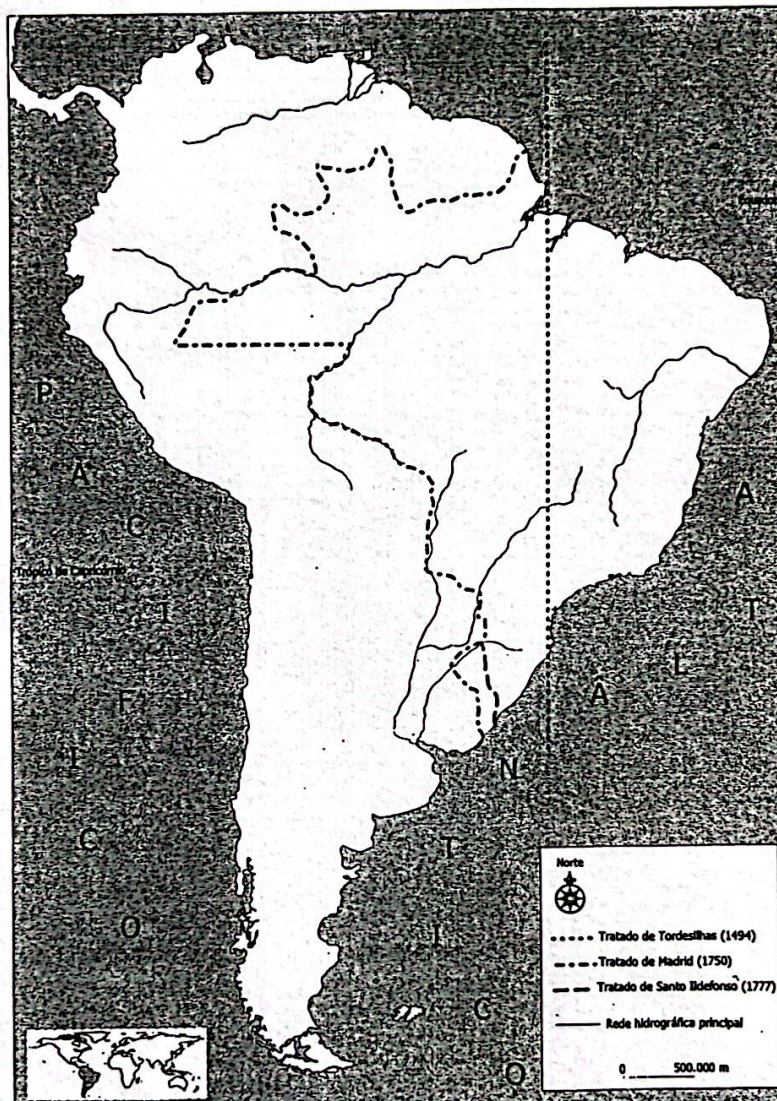 Equador
P
A
C
Í
F
I
C
O
Trópico de Capricórnio
A
T
L
Â
N
T
I
C
O
Norte
Tratado de Tordesilhas (1494)
Tratado de Madrid (1750)
Tratado de Santo Ildefonso (1777)
Rede hidrográfica principal
0 500.000 m